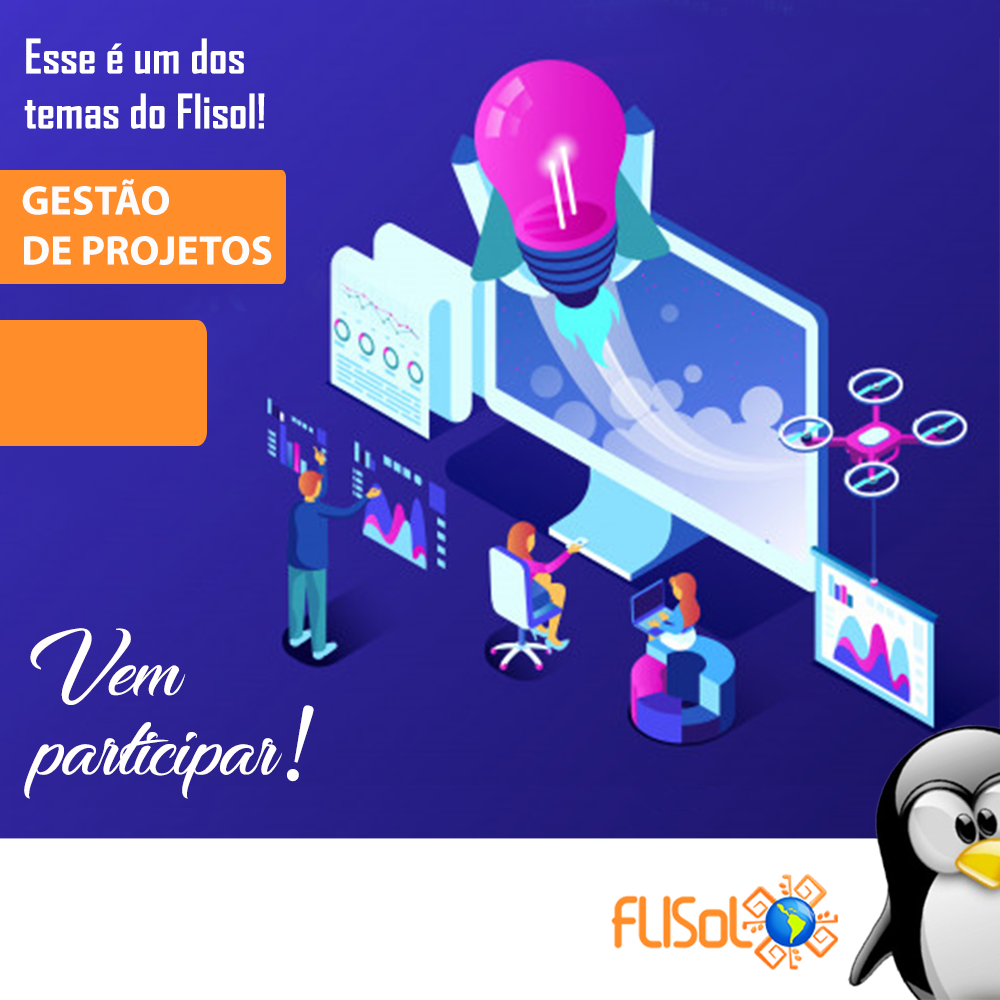 Esse é um dos
temas do Flisol!
GESTÃO
DE PROJETOS
Vem
participar!
FLISoL